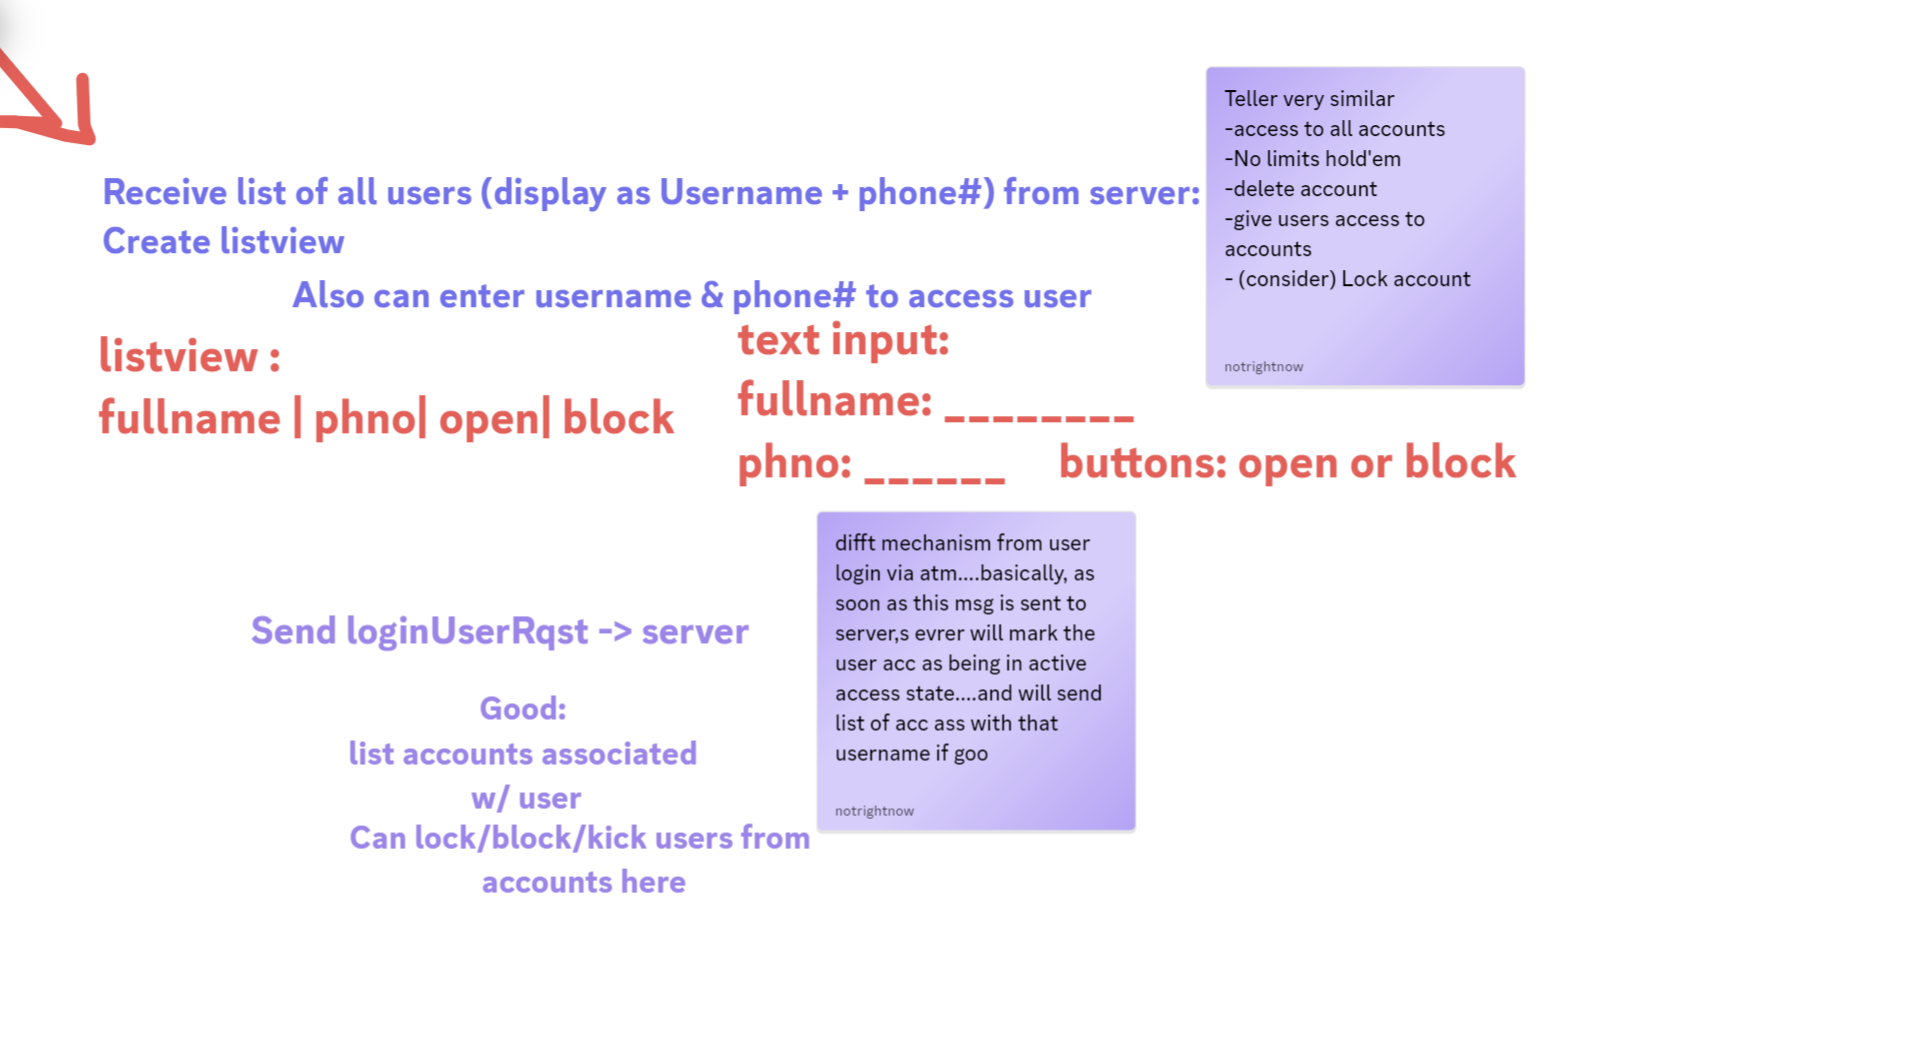 Receive list of all users (display as Username + phone#) from server:
Create listview
Also can enter username & phone# to access user
listview :
fullname | phno| open| block
text input:
fullname: ________
phno: ______
buttons: open or block
Teller very similar
-access to all accounts
-No limits hold'em
-delete account
-give users access to
accounts
- (consider) Lock account
notrightnow
Send loginUserRqst -> server
Good:
list accounts associated
w/ user
Can lock/block/kick users from
accounts here
difft mechanism from user
login via atm....basically, as
soon as this msg is sent to
server,s evrer will mark the
user acc as being in active
access state....and will send
list of acc ass with that
username if goo
notrightnow